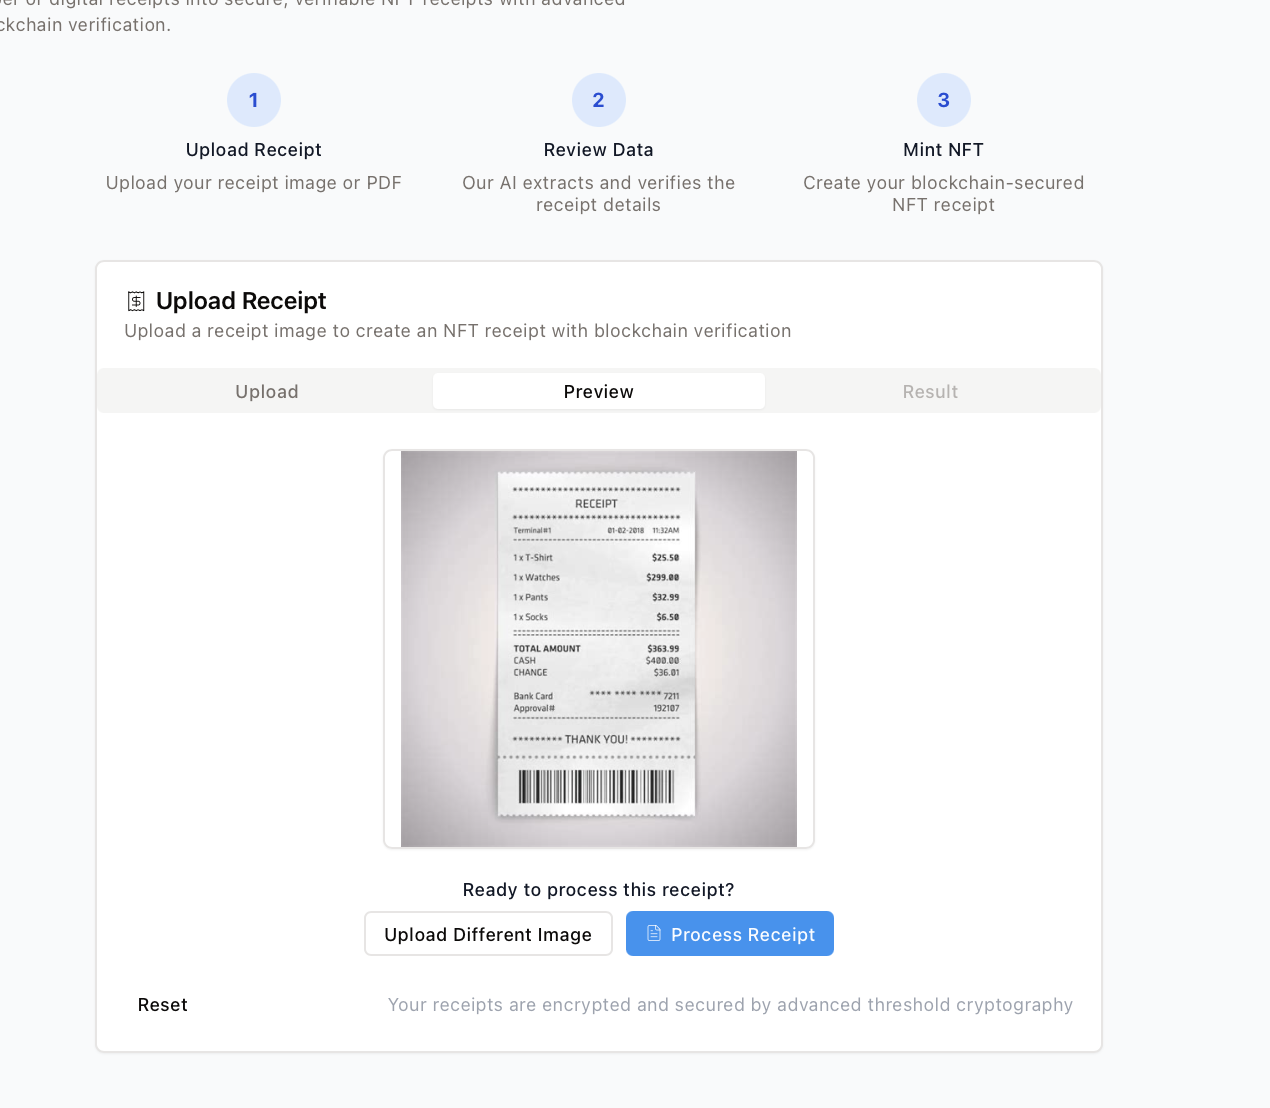 or digital receipts into secure, verifiable NFT receipts with advanced
ckchain verification.
1
2
3
Upload Receipt
Review Data
Mint NFT
Upload your receipt image or PDF
Our AI extracts and verifies the
receipt details
Create your blockchain-secured
NFT receipt
Upload Receipt
Upload a receipt image to create an NFT receipt with blockchain verification
Upload
Preview
Result
RECEIPT
Terminal#1 01-02-2018 11:32AM
1 x T-Shirt $25.50
1 x Watches $299.00
1 x Pants $32.99
1 x Socks $6.50
TOTAL AMOUNT $363.99
CASH $400.00
CHANGE $36.01
Bank Card **** **** **** 7211
Approval# 192107
********* THANK YOU! *********
Ready to process this receipt?
Upload Different Image
Process Receipt
Reset
Your receipts are encrypted and secured by advanced threshold cryptography